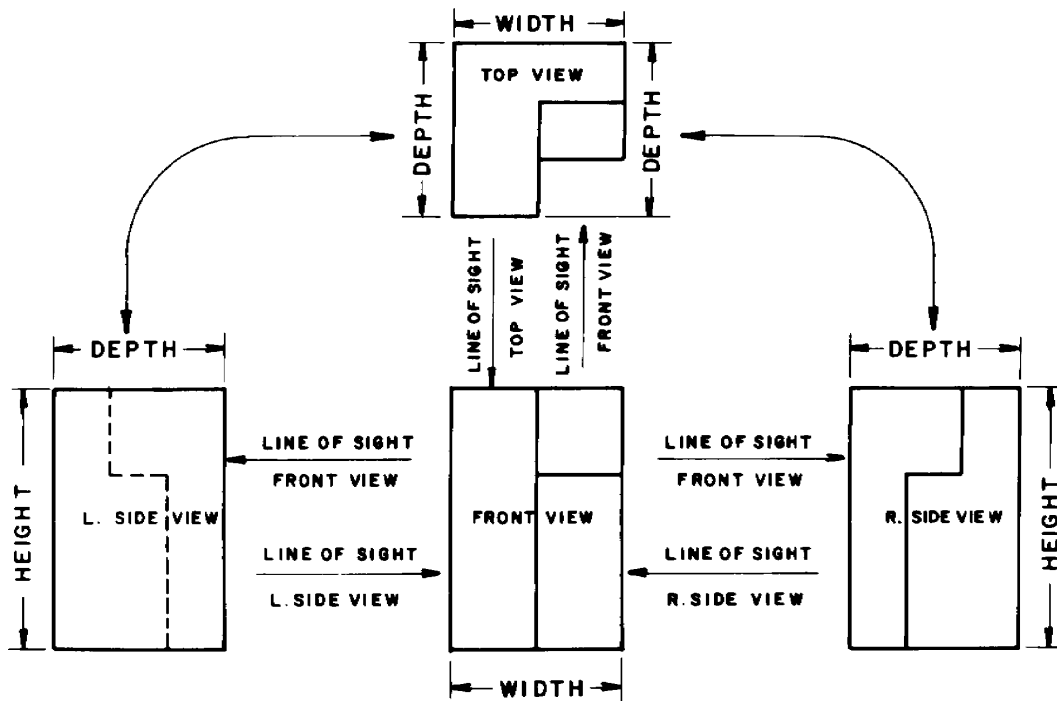 WIDTH
TOP VIEW
DEPTH
DEPTH
LINE OF SIGHT
TOP VIEW
LINE OF SIGHT
FRONT VIEW
DEPTH
DEPTH
LINE OF SIGHT
FRONT VIEW
LINE OF SIGHT
FRONT VIEW
HEIGHT
L. SIDE VIEW
FRONT VIEW
R. SIDE VIEW
HEIGHT
LINE OF SIGHT
L. SIDE VIEW
LINE OF SIGHT
R. SIDE VIEW
WIDTH